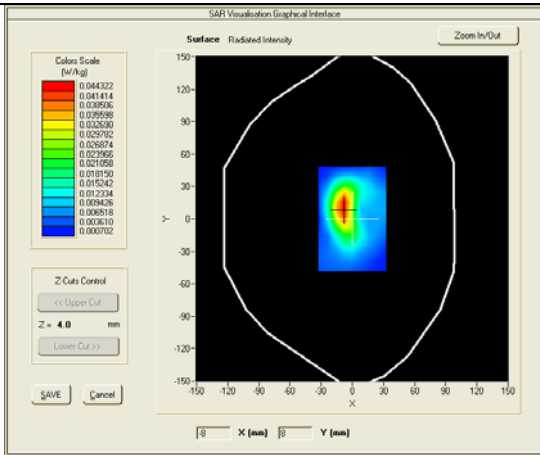 SAR Visualisation Graphical Interface
Surface Radiated Intensity
Zoom In/Out
Colors Scale
(W/kg)
0.044322
0.041414
0.038506
0.035598
0.032690
0.029782
0.026874
0.023966
0.021058
0.018150
0.015242
0.012334
0.009426
0.006518
0.003610
0.000702
150-
90-
60-
30-
0-
-30-
-60-
-90-
-120-
-150-
Y
-150 -120 -90 -60 -30 0 30 60 90 120 150
X
Z-Cuts Control
<< Upper Cut
Z = 4.0 mm
Lower Cut >>
SAVE Cancel
-8 X (mm) 8 Y (mm)